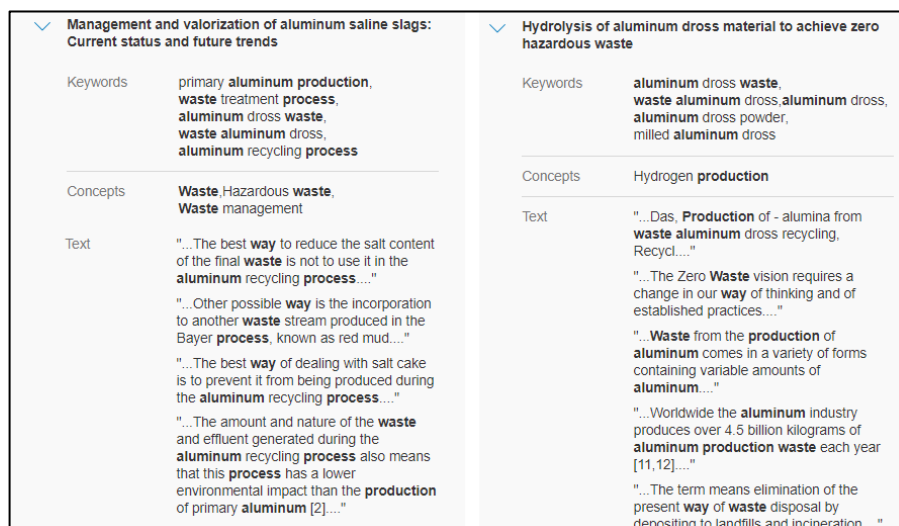 Management and valorization of aluminum saline slags:
Current status and future trends
Keywords
primary aluminum production,
waste treatment process,
aluminum dross waste,
waste aluminum dross,
aluminum recycling process
Concepts
Waste,Hazardous waste,
Waste management
Text
"...The best way to reduce the salt content
of the final waste is not to use it in the
aluminum recycling process...."
"...Other possible way is the incorporation
to another waste stream produced in the
Bayer process, known as red mud...."
"...The best way of dealing with salt cake
is to prevent it from being produced during
the aluminum recycling process...."
"...The amount and nature of the waste
and effluent generated during the
aluminum recycling process also means
that this process has a lower
environmental impact than the production
of primary aluminum [2]...."
Hydrolysis of aluminum dross material to achieve zero
hazardous waste
Keywords
aluminum dross waste,
waste aluminum dross,aluminum dross,
aluminum dross powder,
milled aluminum dross
Concepts
Hydrogen production
Text
"...Das, Production of - alumina from
waste aluminum dross recycling,
Recycl...."
"...The Zero Waste vision requires a
change in our way of thinking and of
established practices...."
"...Waste from the production of
aluminum comes in a variety of forms
containing variable amounts of
aluminum...."
"...Worldwide the aluminum industry
produces over 4.5 billion kilograms of
aluminum production waste each year
[11,12]...."
"...The term means elimination of the
present way of waste disposal by
depositing to landfills and incineration...."